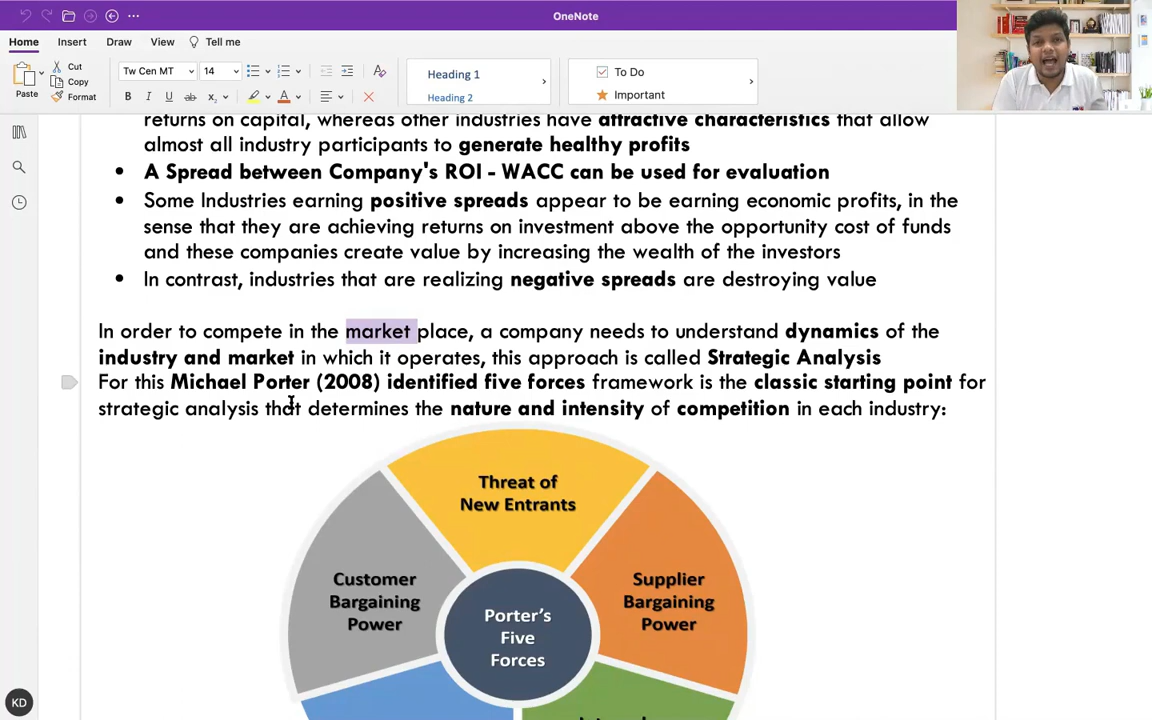 OneNote
Home Insert Draw View Tell me
Paste
Cut
Copy
Format
Tw Cen MT 14
B I U ab x₂ A
Heading 1
Heading 2
To Do
Important
returns on capital, whereas other industries have attractive characteristics that allow
almost all industry participants to generate healthy profits
• A Spread between Company's ROI - WACC can be used for evaluation
• Some Industries earning positive spreads appear to be earning economic profits, in the
sense that they are achieving returns on investment above the opportunity cost of funds
and these companies create value by increasing the wealth of the investors
• In contrast, industries that are realizing negative spreads are destroying value
In order to compete in the market place, a company needs to understand dynamics of the
industry and market in which it operates, this approach is called Strategic Analysis
For this Michael Porter (2008) identified five forces framework is the classic starting point for
strategic analysis that determines the nature and intensity of competition in each industry:
Threat of
New Entrants
Customer
Bargaining
Power
Supplier
Bargaining
Power
Porter's
Five
Forces
KD